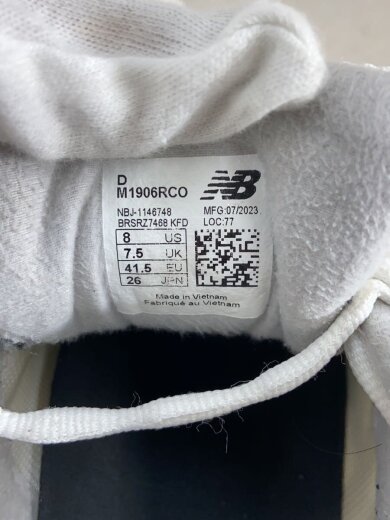 D
M1906RCO
NB
NBJ-1146748 MFG:07/2023
BRSRZ7468 KFD LOC:77
8 US
7.5 UK
41.5 EU
26 JPN
Made in Vietnam
Fabriqué au Vietnam